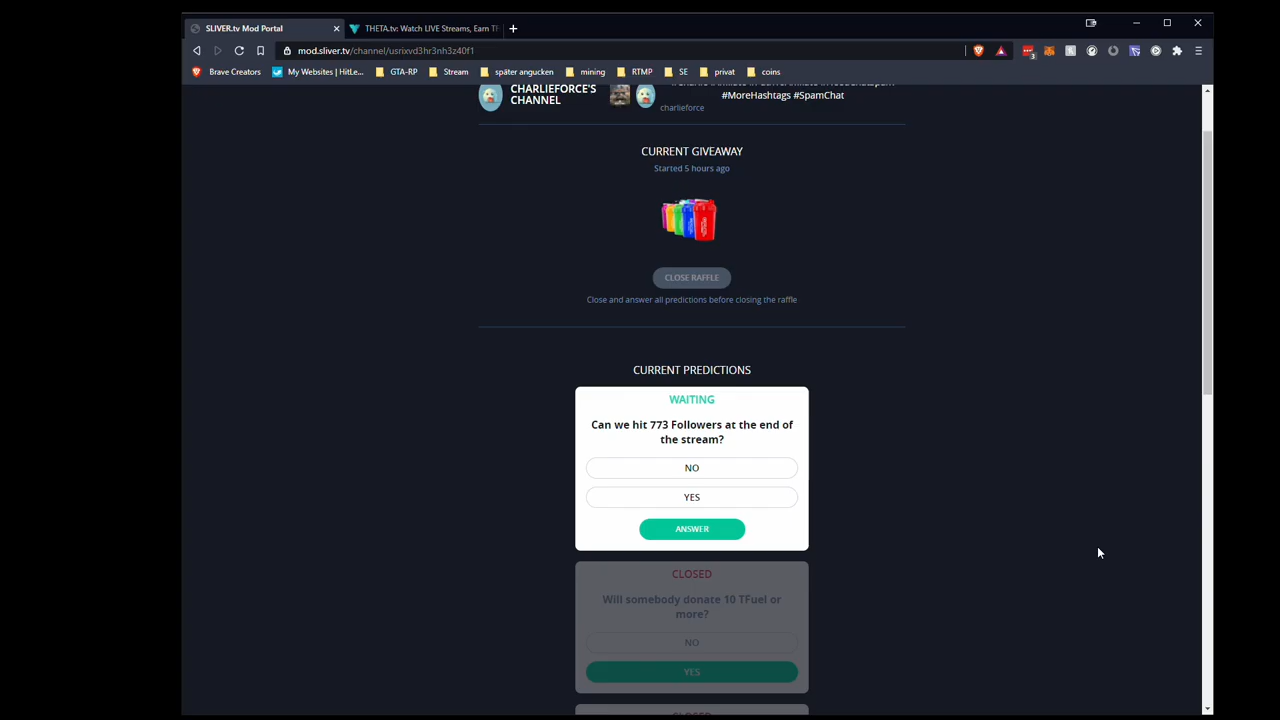 SLIVER.tv Mod Portal
THETA.tv: Watch LIVE Streams, Earn T
mod.sliver.tv/channel/usrixvd3hr3nh3z40f1
3
Brave Creators
My Websites | HitLe...
GTA-RP
Stream
später angucken
mining
RTMP
SE
privat
coins
CHARLIEFORCE'S
CHANNEL
#MoreHashtags #SpamChat
charlieforce
CURRENT GIVEAWAY
Started 5 hours ago
CLOSE RAFFLE
Close and answer all predictions before closing the raffle
CURRENT PREDICTIONS
WAITING
Can we hit 773 Followers at the end of
the stream?
NO
YES
ANSWER
CLOSED
Will somebody donate 10 TFuel or
more?
NO
YES